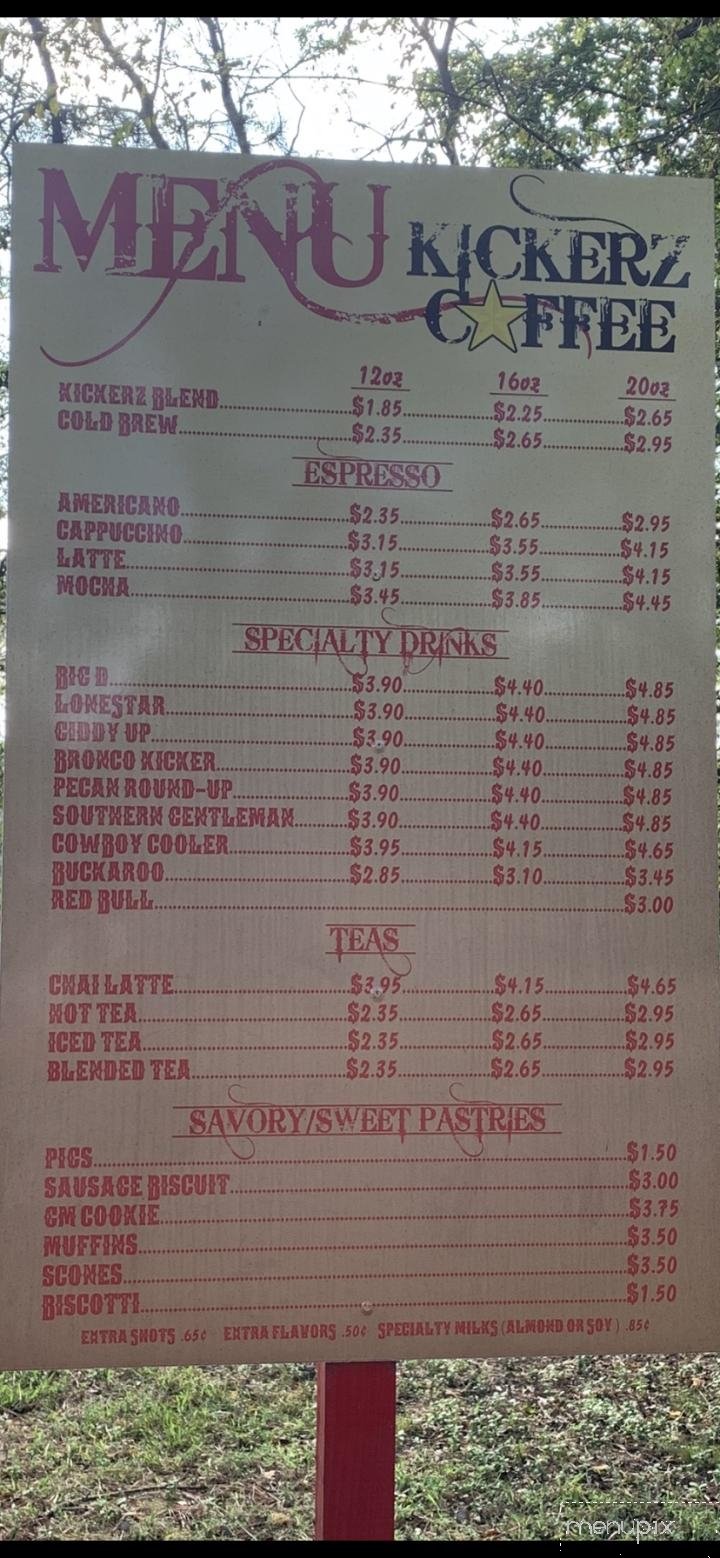 MENU KICKERZ
COFFEE
12oz 16oz 20oz
KICKERZ BLEND $1.85 $2.25 $2.65
COLD BREW $2.35 $2.65 $2.95
ESPRESSO
AMERICANO $2.35 $2.65 $2.95
CAPPUCCINO $3.15 $3.55 $4.15
LATTE $3.15 $3.55 $4.15
MOCHA $3.45 $3.85 $4.45
SPECIALTY DRINKS
BIG D $3.90 $4.40 $4.85
LONESTAR $3.90 $4.40 $4.85
GIDDY UP $3.90 $4.40 $4.85
BRONCO KICKER $3.90 $4.40 $4.85
PECAN ROUND-UP $3.90 $4.40 $4.85
SOUTHERN GENTLEMAN $3.90 $4.40 $4.85
COWBOY COOLER $3.95 $4.15 $4.65
BUCKAROO $2.85 $3.10 $3.45
RED BULL $3.00
TEAS
CHAI LATTE $3.95 $4.15 $4.65
HOT TEA $2.35 $2.65 $2.95
ICED TEA $2.35 $2.65 $2.95
BLENDED TEA $2.35 $2.65 $2.95
SAVORY/SWEET PASTRIES
PIGS $1.50
SAUSAGE BISCUIT $3.00
GM COOKIE $3.75
MUFFINS $3.50
SCONES $3.50
BISCOTTI $1.50
EXTRA SHOTS .65¢ EXTRA FLAVORS .50¢ SPECIALTY MILKS (ALMOND OR SOY) .85¢
menupix